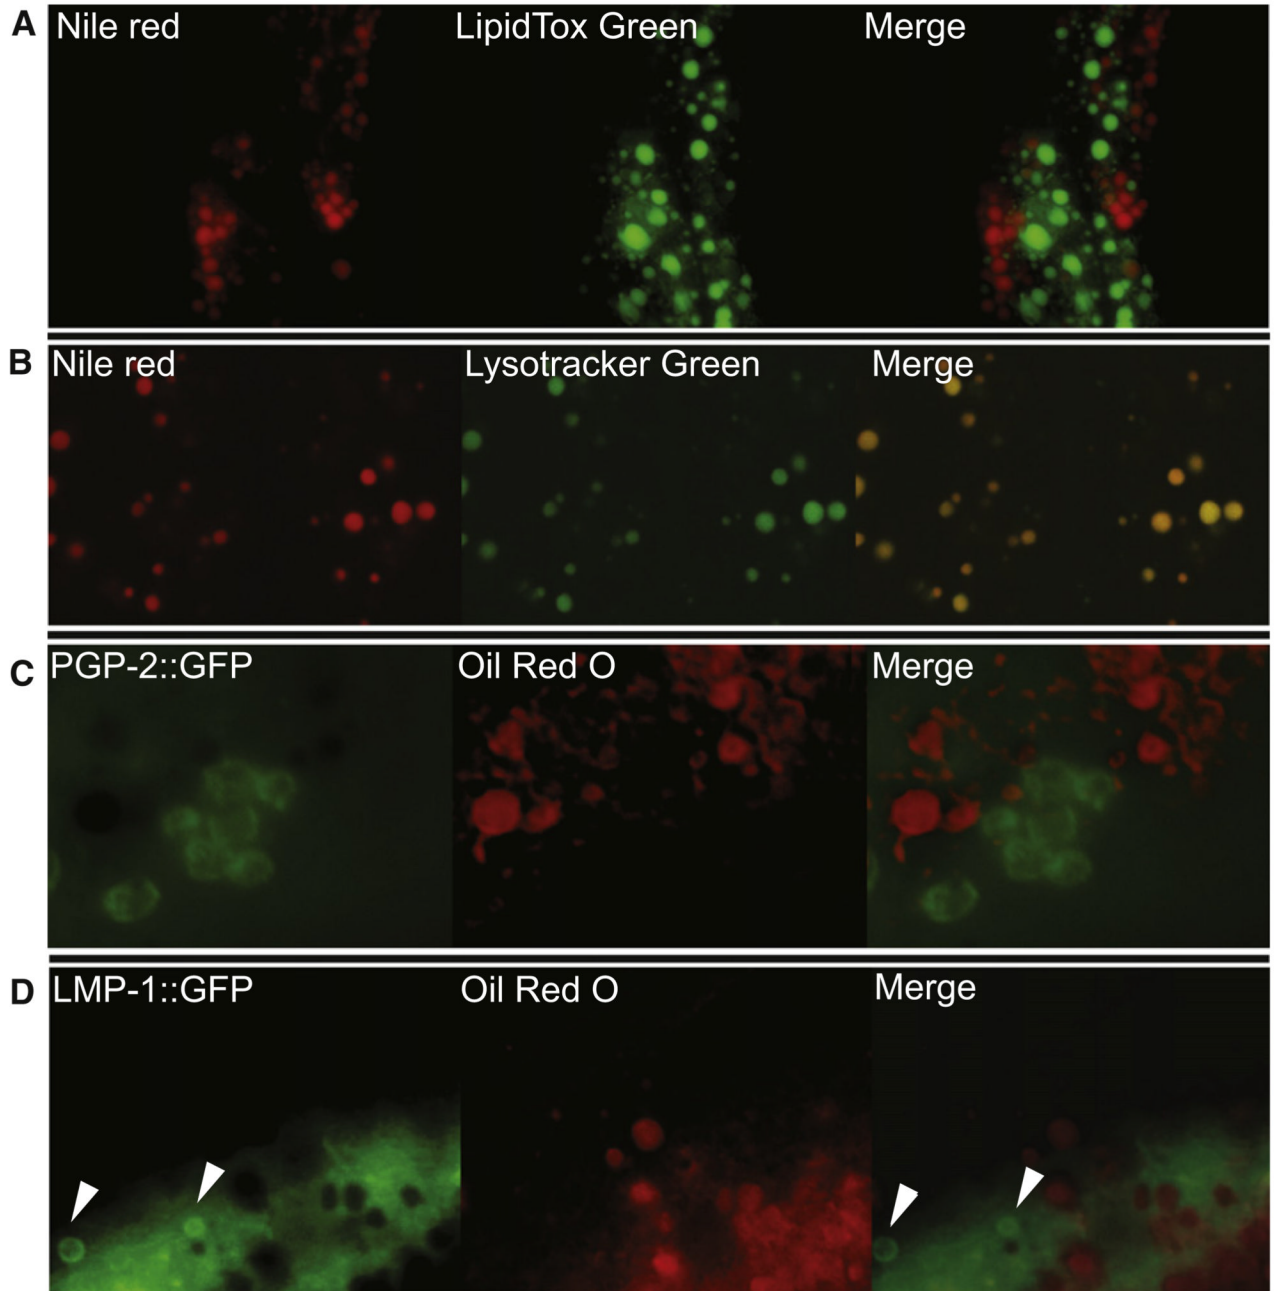 A Nile red LipidTox Green Merge
B Nile red Lysotracker Green Merge
C PGP-2::GFP Oil Red O Merge
D LMP-1::GFP Oil Red O Merge